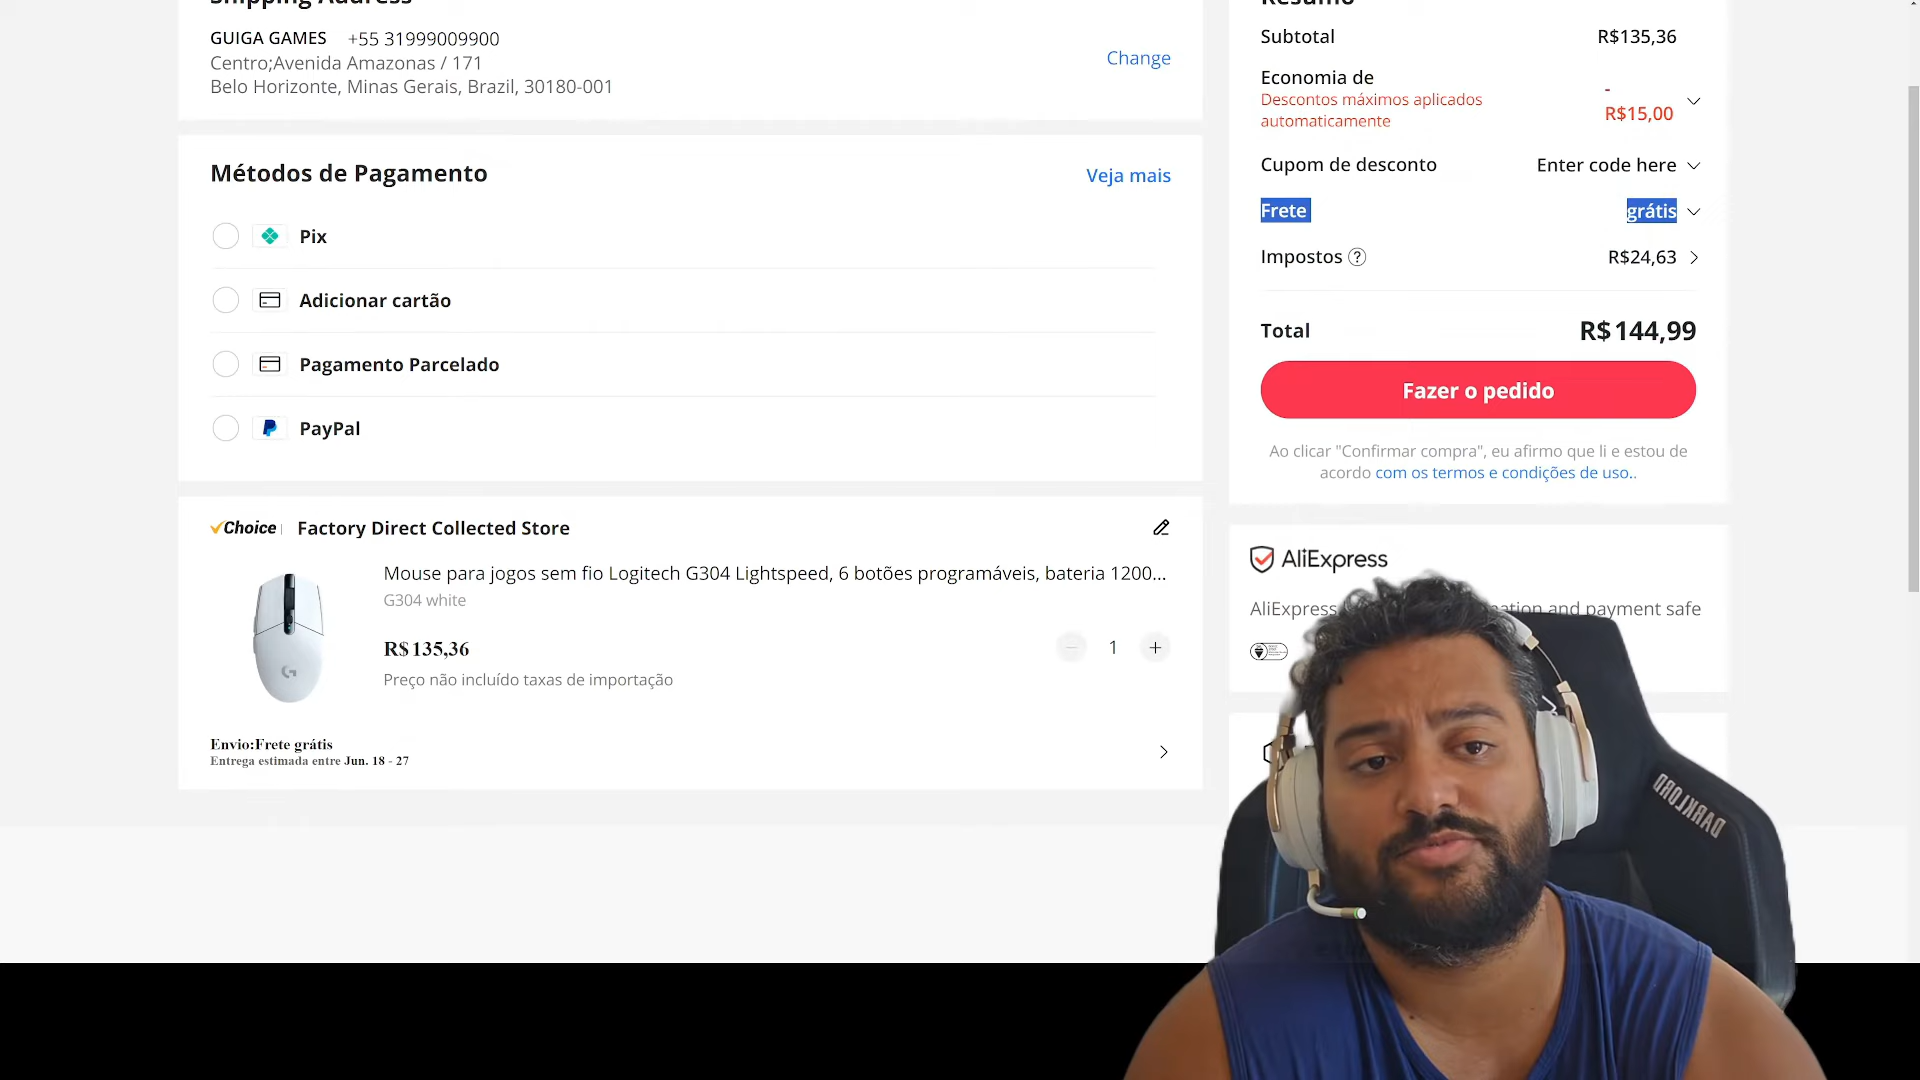 Shipping Address
GUIGA GAMES +55 31999009900
Centro;Avenida Amazonas / 171
Belo Horizonte, Minas Gerais, Brazil, 30180-001
Change
Métodos de Pagamento
Veja mais
Pix
Adicionar cartão
Pagamento Parcelado
PayPal
Choice Factory Direct Collected Store
Mouse para jogos sem fio Logitech G304 Lightspeed, 6 botões programáveis, bateria 1200...
G304 white
R$135,36
1
Preço não incluído taxas de importação
Envio:Frete grátis
Entrega estimada entre Jun. 18 - 27
Resumo
Subtotal R$135,36
Economia de
Descontos máximos aplicados
automaticamente
-
R$15,00
Cupom de desconto Enter code here
Frete grátis
Impostos R$24,63
Total R$144,99
Fazer o pedido
Ao clicar "Confirmar compra", eu afirmo que li e estou de
acordo com os termos e condições de uso..
AliExpress
AliExpress and payment safe
DARKLORD